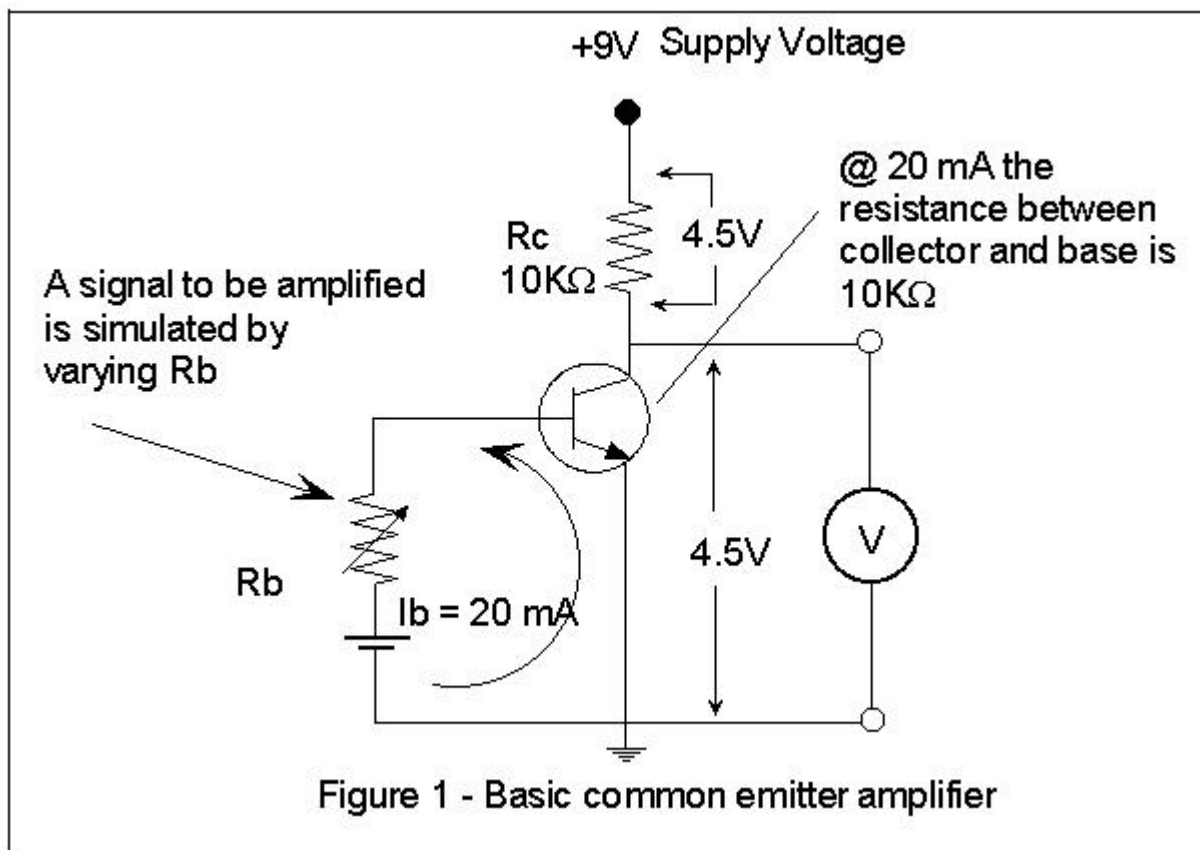 +9V Supply Voltage
@ 20 mA the
resistance between
collector and base is
10KΩ
Rc
10KΩ
4.5V
A signal to be amplified
is simulated by
varying Rb
Rb
Ib = 20 mA
4.5V
V
Figure 1 - Basic common emitter amplifier